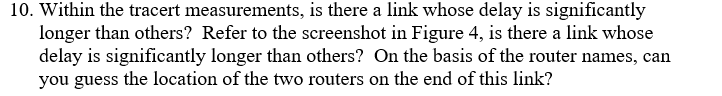 10. Within the tracert measurements, is there a link whose delay is significantly
longer than others?  Refer to the screenshot in Figure 4, is there a link whose
delay is significantly longer than others?  On the basis of the router names, can
you guess the location of the two routers on the end of this link?